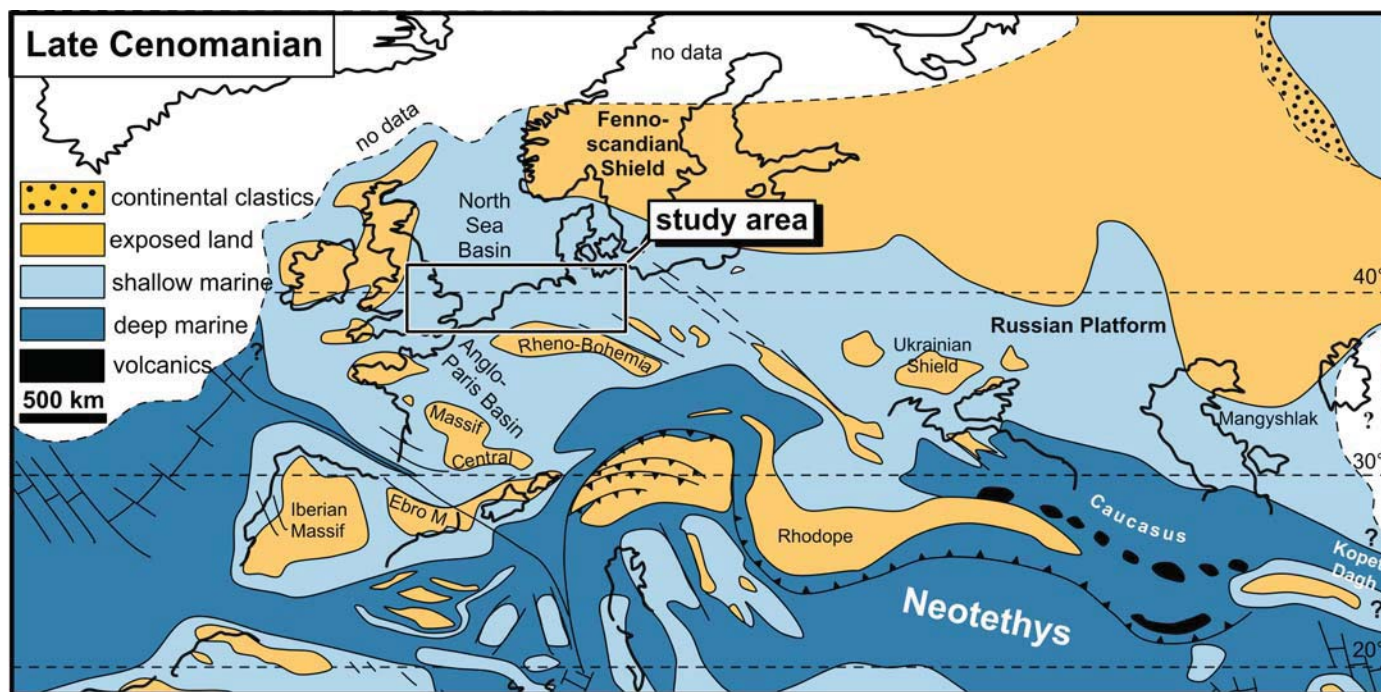 Late Cenomanian
no data
no data
Fenno-
scandian
Shield
continental clastics
exposed land
shallow marine
deep marine
volcanics
500 km
North
Sea
Basin
study area
40°
Russian Platform
Ukrainian
Shield
Rheno-Bohemia
Anglo-
Paris Basin
?
Massif
Central
Mangyshlak
?
30°
Iberian
Massif
Ebro M.
Rhodope
Caucasus
?
Kopet
Dagh
?
Neotethys
20°